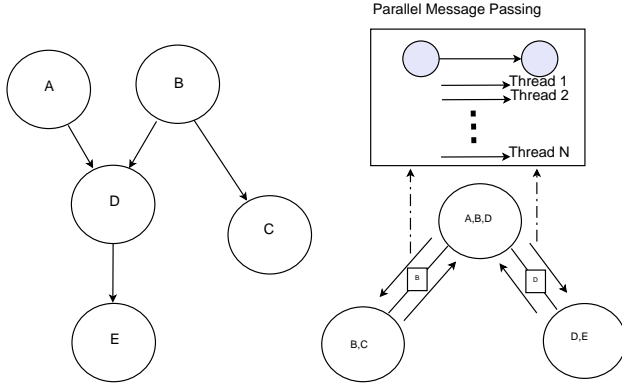 Parallel Message Passing
A
B
Thread 1
Thread 2
Thread N
D
C
A,B,D
B
D
E
B,C
D,E